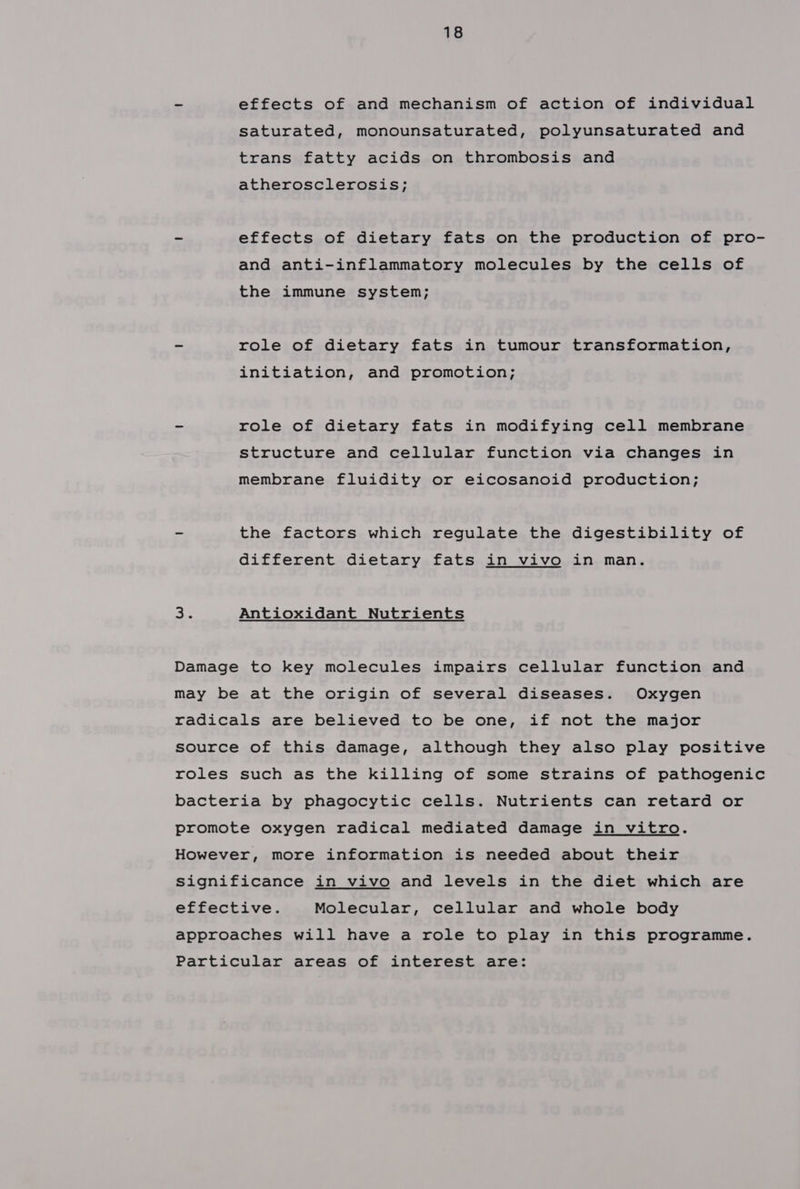 18
- effects of and mechanism of action of individual
saturated, monounsaturated, polyunsaturated and
trans fatty acids on thrombosis and
atherosclerosis;
- effects of dietary fats on the production of pro-
and anti-inflammatory molecules by the cells of
the immune system;
- role of dietary fats in tumour transformation,
initiation, and promotion;
- role of dietary fats in modifying cell membrane
structure and cellular function via changes in
membrane fluidity or eicosanoid production;
- the factors which regulate the digestibility of
different dietary fats in vivo in man.
3. Antioxidant Nutrients
Damage to key molecules impairs cellular function and
may be at the origin of several diseases. Oxygen
radicals are believed to be one, if not the major
source of this damage, although they also play positive
roles such as the killing of some strains of pathogenic
bacteria by phagocytic cells. Nutrients can retard or
promote oxygen radical mediated damage in vitro.
However, more information is needed about their
significance in vivo and levels in the diet which are
effective. Molecular, cellular and whole body
approaches will have a role to play in this programme.
Particular areas of interest are: